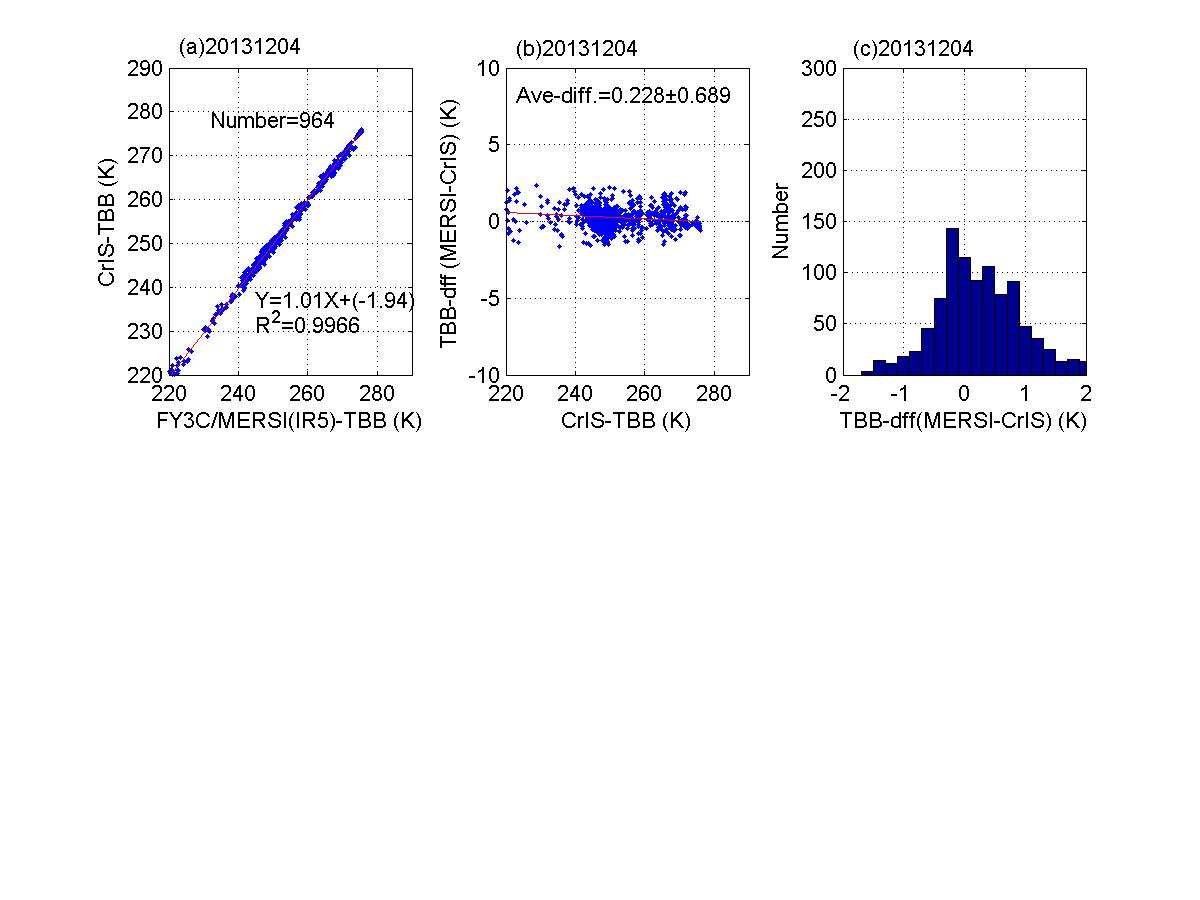 (a)20131204
290
280
270
260
250
240
230
220
CrIS-TBB (K)
Number=964
Y=1.01X+(-1.94)
R²=0.9966
220 240 260 280
FY3C/MERSI(IR5)-TBB (K)
(b)20131204
10
5
0
-5
-10
TBB-dff (MERSI-CrIS) (K)
Ave-diff.=0.228±0.689
220 240 260 280
CrIS-TBB (K)
(c)20131204
300
250
200
150
100
50
0
Number
-2 -1 0 1 2
TBB-dff(MERSI-CrIS) (K)